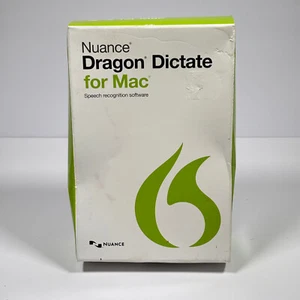 Nuance®
Dragon® Dictate
for Mac®
Speech recognition software
NUANCE